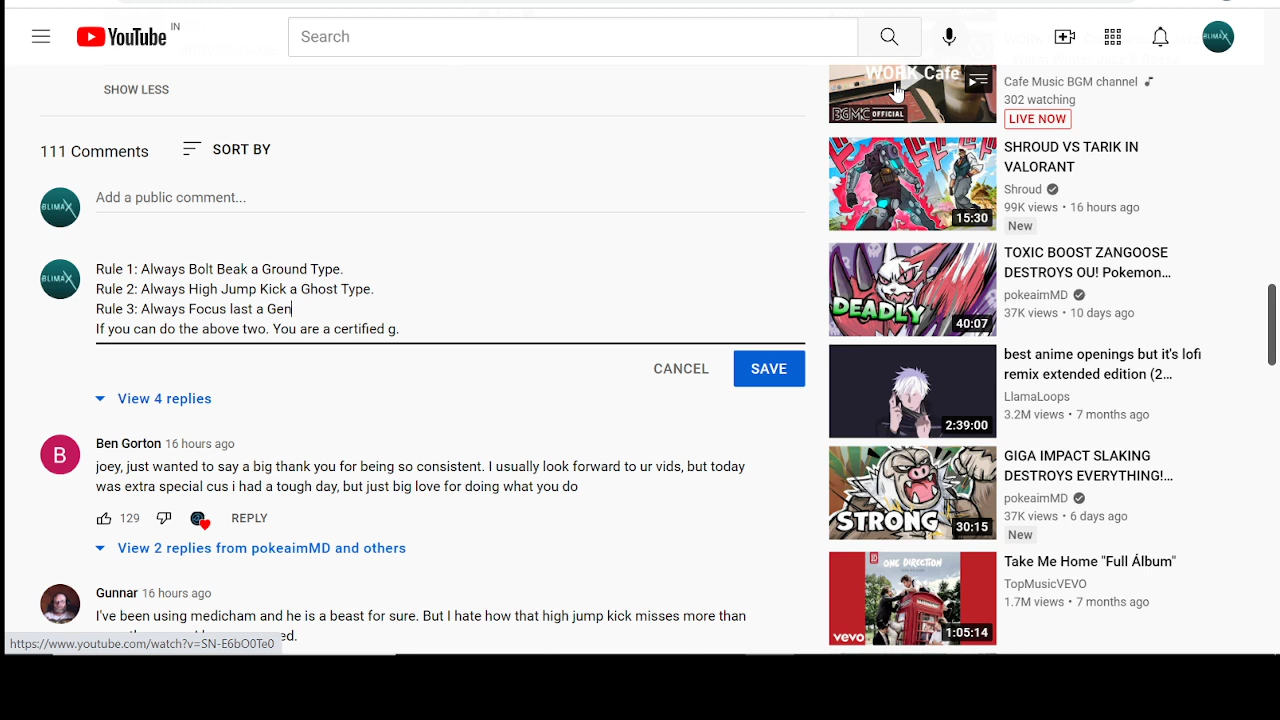 YouTube IN
Search
BLIMAX
SHOW LESS
111 Comments
SORT BY
BLIMAX
Add a public comment...
BLIMAX
Rule 1: Always Bolt Beak a Ground Type.
Rule 2: Always High Jump Kick a Ghost Type.
Rule 3: Always Focus last a Gen
If you can do the above two. You are a certified g.
CANCEL
SAVE
View 4 replies
B
Ben Gorton 16 hours ago
joey, just wanted to say a big thank you for being so consistent. I usually look forward to ur vids, but today
was extra special cus i had a tough day, but just big love for doing what you do
129
REPLY
View 2 replies from pokeaimMD and others
Gunnar 16 hours ago
I've been using medicham and he is a beast for sure. But I hate how that high jump kick misses more than
ed.
https://www.youtube.com/watch?v=SN-E6bO0Te0
WORK Cafe
BGMC OFFICIAL
Cafe Music BGM channel
302 watching
LIVE NOW
15:30
SHROUD VS TARIK IN
VALORANT
Shroud
99K views • 16 hours ago
New
DEADLY
40:07
TOXIC BOOST ZANGOOSE
DESTROYS OU! Pokemon...
pokeaimMD
37K views • 10 days ago
2:39:00
best anime openings but it's lofi
remix extended edition (2...
LlamaLoops
3.2M views • 7 months ago
STRONG
30:15
GIGA IMPACT SLAKING
DESTROYS EVERYTHING!...
pokeaimMD
37K views • 6 days ago
New
ONE DIRECTION
vevo
1:05:14
Take Me Home "Full Álbum"
TopMusicVEVO
1.7M views • 7 months ago